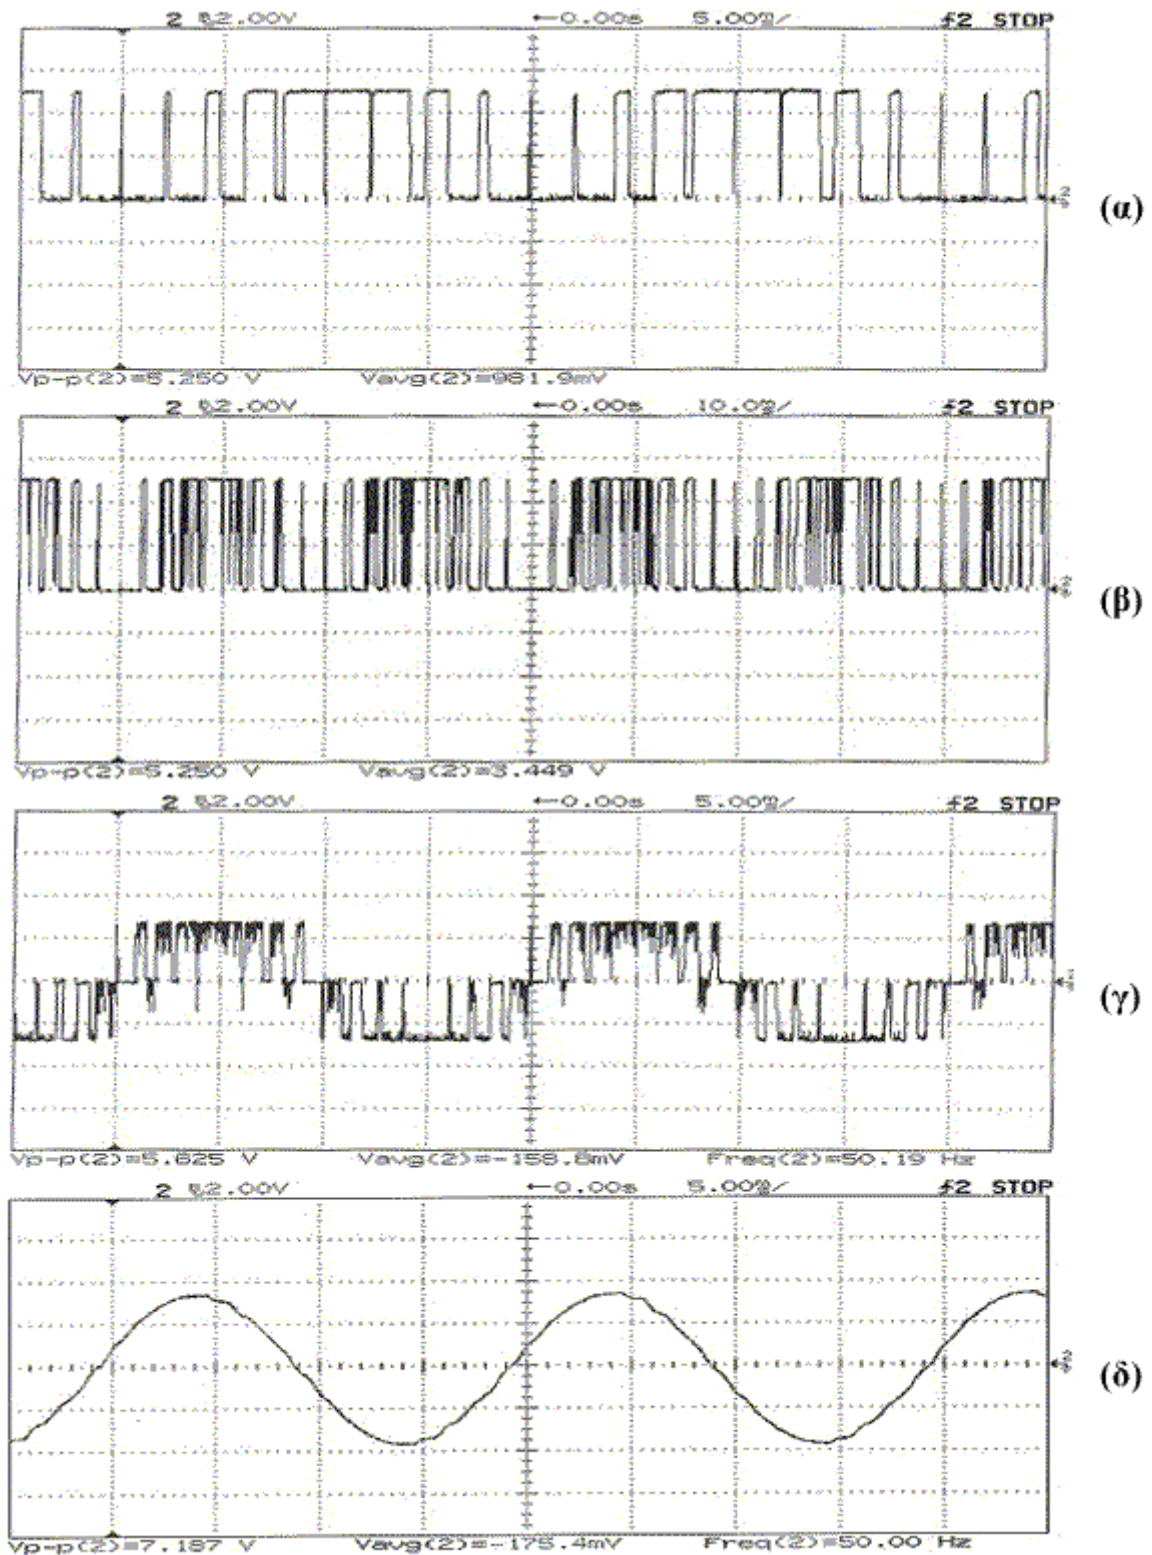 2 2.00V ←0.00s 5.00㎳/ f2 STOP
(α)
Vp-p(2)=5.250 V Vavg(2)=981.9mV
2 2.00V ←0.00s 10.0㎳/ f2 STOP
(β)
Vp-p(2)=5.250 V Vavg(2)=3.449 V
2 2.00V ←0.00s 5.00㎳/ f2 STOP
(γ)
Vp-p(2)=5.625 V Vavg(2)=-158.8mV Freq(2)=50.19 Hz
2 2.00V ←0.00s 5.00㎳/ f2 STOP
(δ)
Vp-p(2)=7.187 V Vavg(2)=-175.4mV Freq(2)=50.00 Hz